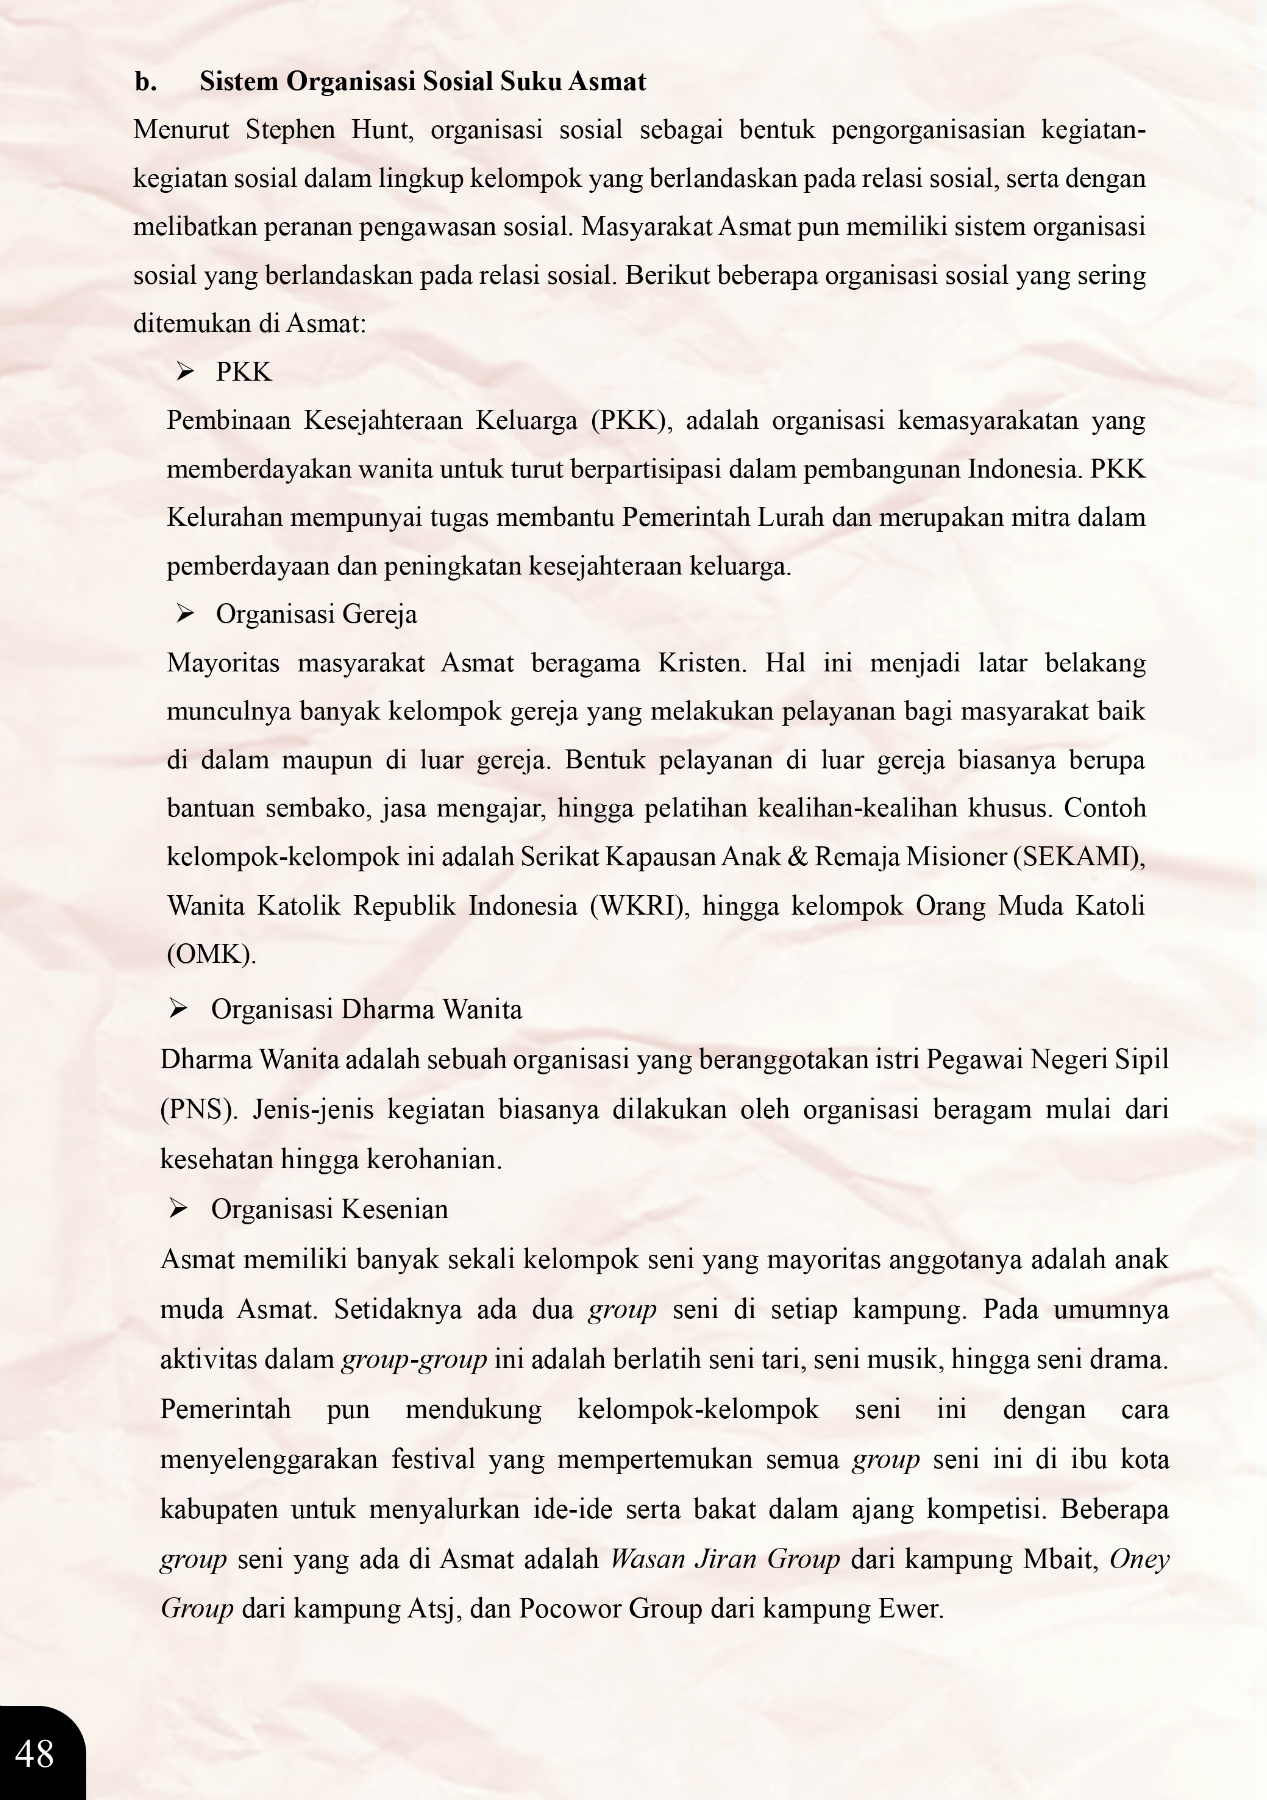 b. Sistem Organisasi Sosial Suku Asmat
Menurut Stephen Hunt, organisasi sosial sebagai bentuk pengorganisasian kegiatan-
kegiatan sosial dalam lingkup kelompok yang berlandaskan pada relasi sosial, serta dengan
melibatkan peranan pengawasan sosial. Masyarakat Asmat pun memiliki sistem organisasi
sosial yang berlandaskan pada relasi sosial. Berikut beberapa organisasi sosial yang sering
ditemukan di Asmat:
➢ PKK
Pembinaan Kesejahteraan Keluarga (PKK), adalah organisasi kemasyarakatan yang
memberdayakan wanita untuk turut berpartisipasi dalam pembangunan Indonesia. PKK
Kelurahan mempunyai tugas membantu Pemerintah Lurah dan merupakan mitra dalam
pemberdayaan dan peningkatan kesejahteraan keluarga.
➢ Organisasi Gereja
Mayoritas masyarakat Asmat beragama Kristen. Hal ini menjadi latar belakang
munculnya banyak kelompok gereja yang melakukan pelayanan bagi masyarakat baik
di dalam maupun di luar gereja. Bentuk pelayanan di luar gereja biasanya berupa
bantuan sembako, jasa mengajar, hingga pelatihan kealihan-kealihan khusus. Contoh
kelompok-kelompok ini adalah Serikat Kapausan Anak & Remaja Misioner (SEKAMI),
Wanita Katolik Republik Indonesia (WKRI), hingga kelompok Orang Muda Katoli
(OMK).
➢ Organisasi Dharma Wanita
Dharma Wanita adalah sebuah organisasi yang beranggotakan istri Pegawai Negeri Sipil
(PNS). Jenis-jenis kegiatan biasanya dilakukan oleh organisasi beragam mulai dari
kesehatan hingga kerohanian.
➢ Organisasi Kesenian
Asmat memiliki banyak sekali kelompok seni yang mayoritas anggotanya adalah anak
muda Asmat. Setidaknya ada dua group seni di setiap kampung. Pada umumnya
aktivitas dalam group-group ini adalah berlatih seni tari, seni musik, hingga seni drama.
Pemerintah pun mendukung kelompok-kelompok seni ini dengan cara
menyelenggarakan festival yang mempertemukan semua group seni ini di ibu kota
kabupaten untuk menyalurkan ide-ide serta bakat dalam ajang kompetisi. Beberapa
group seni yang ada di Asmat adalah Wasan Jiran Group dari kampung Mbait, Oney
Group dari kampung Atsj, dan Pocowor Group dari kampung Ewer.
48